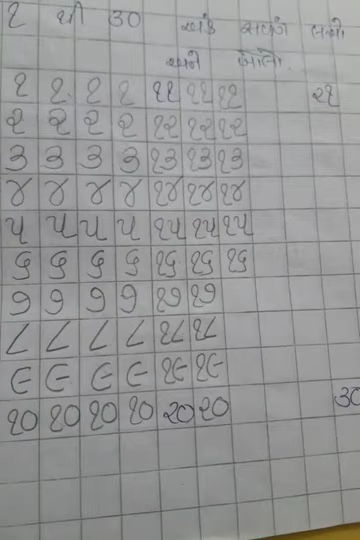 ૧ થી ૩૦ અંક સળંગ લખો
અને બોલો.
૧ ૧ ૧ ૧ ૧૧ ૧૧ ૧૧ ૨૧
૨ ૨ ૨ ૨ ૧૨ ૧૨ ૧૨
૩ ૩ ૩ ૩ ૧૩ ૧૩ ૧૩
૪ ૪ ૪ ૪ ૧૪ ૧૪ ૧૪
૫ ૫ ૫ ૫ ૧૫ ૧૫ ૧૫
૬ ૬ ૬ ૬ ૧૬ ૧૬ ૧૬
૭ ૭ ૭ ૭ ૧૭ ૧૭
૮ ૮ ૮ ૮ ૧૮ ૧૮
૯ ૯ ૯ ૯ ૧૯ ૧૯
૧૦ ૧૦ ૧૦ ૧૦ ૨૦ ૨૦ ૩૦